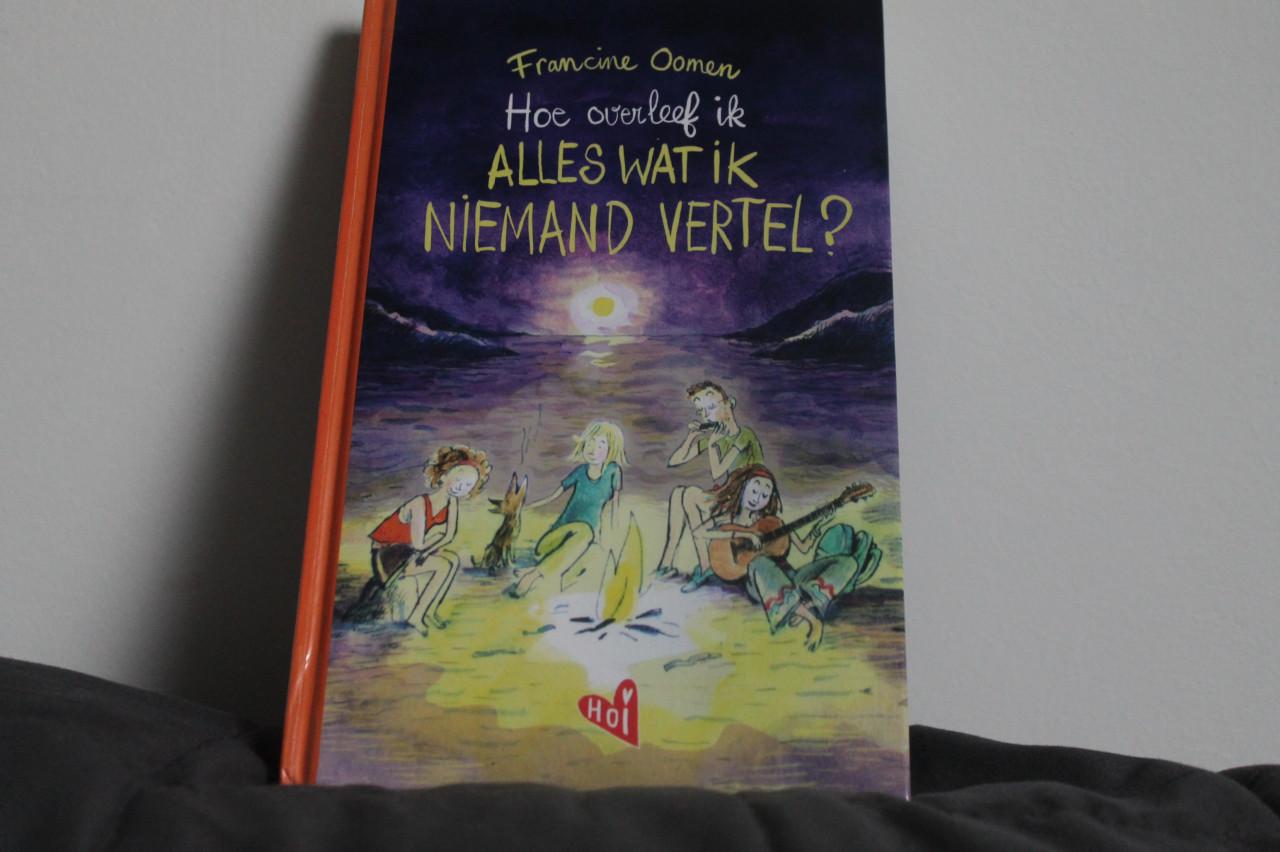 Francine Oomen
Hoe overleef ik
ALLES WAT iK
NiEMAND VERTEL?
HOi